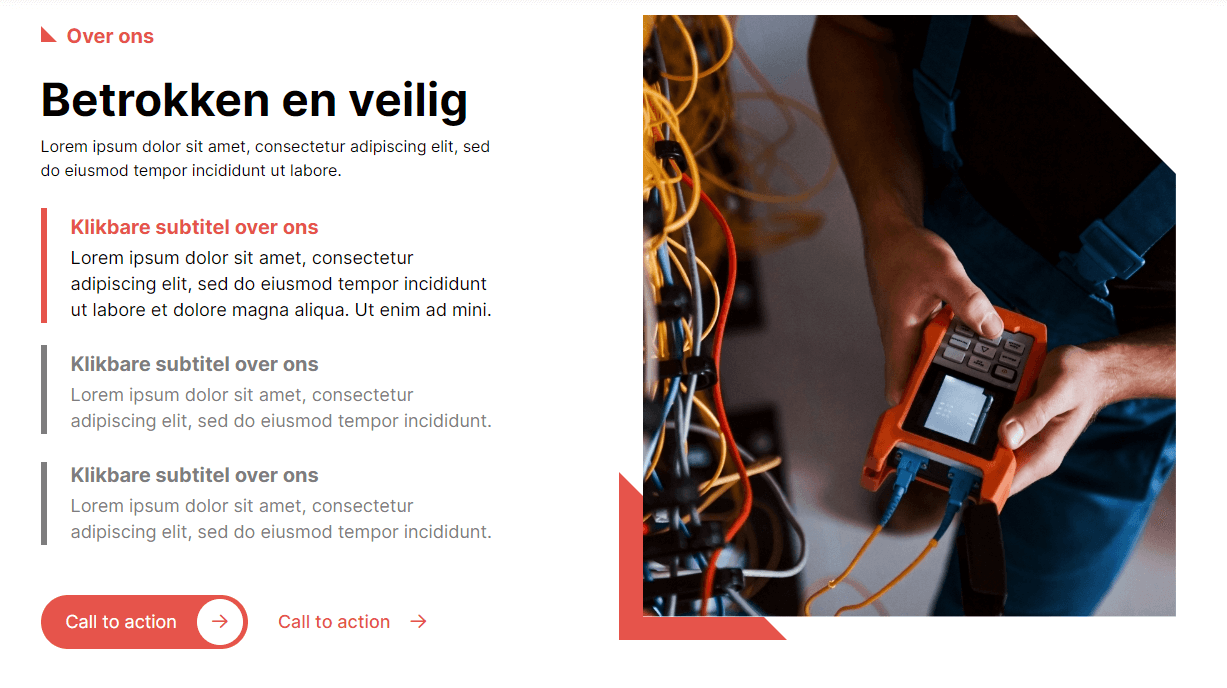 Over ons
Betrokken en veilig
Lorem ipsum dolor sit amet, consectetur adipiscing elit, sed
do eiusmod tempor incididunt ut labore.
Klikbare subtitel over ons
Lorem ipsum dolor sit amet, consectetur
adipiscing elit, sed do eiusmod tempor incididunt
ut labore et dolore magna aliqua. Ut enim ad mini.
Klikbare subtitel over ons
Lorem ipsum dolor sit amet, consectetur
adipiscing elit, sed do eiusmod tempor incididunt.
Klikbare subtitel over ons
Lorem ipsum dolor sit amet, consectetur
adipiscing elit, sed do eiusmod tempor incididunt.
Call to action
Call to action